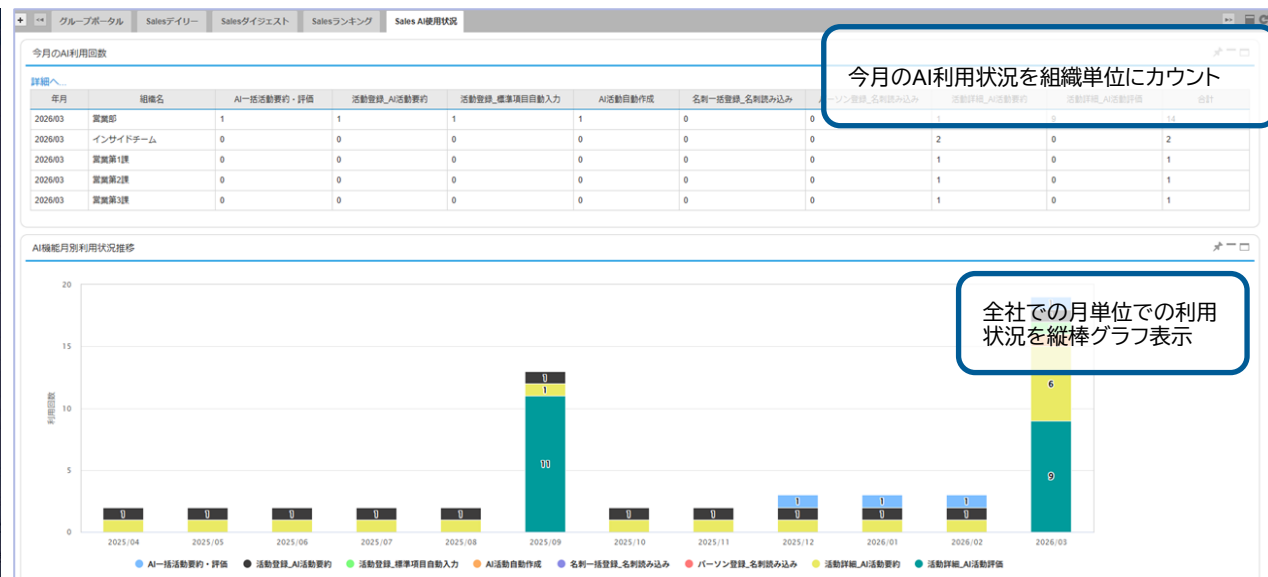 グループポータル Salesデイリー Salesダイジェスト Salesランキング Sales AI使用状況
今月のAI利用回数
今月のAI利用状況を組織単位にカウント
詳細へ...
年月 組織名 AI一括活動要約・評価 活動登録_AI活動要約 活動登録_標準項目自動入力 AI活動自動作成 名刺一括登録_名刺読み込み パーソン登録_名刺読み込み 活動詳細_AI活動要約 活動詳細_AI活動評価 合計
2026/03 営業部 1 1 1 1 0 0 1 9 14
2026/03 インサイドチーム 0 0 0 0 0 0 2 0 2
2026/03 営業第1課 0 0 0 0 0 0 1 0 1
2026/03 営業第2課 0 0 0 0 0 0 1 0 1
2026/03 営業第3課 0 0 0 0 0 0 1 0 1
AI機能月別利用状況推移
全社での月単位での利用
状況を縦棒グラフ表示
利用回数
20
15
10
5
0
1 1 1 1 1 1 1 11 1 1 1 1 1 1 1 1 6 9
2025/04 2025/05 2025/06 2025/07 2025/08 2025/09 2025/10 2025/11 2025/12 2026/01 2026/02 2026/03
AI一括活動要約・評価 活動登録_AI活動要約 活動登録_標準項目自動入力 AI活動自動作成 名刺一括登録_名刺読み込み パーソン登録_名刺読み込み 活動詳細_AI活動要約 活動詳細_AI活動評価